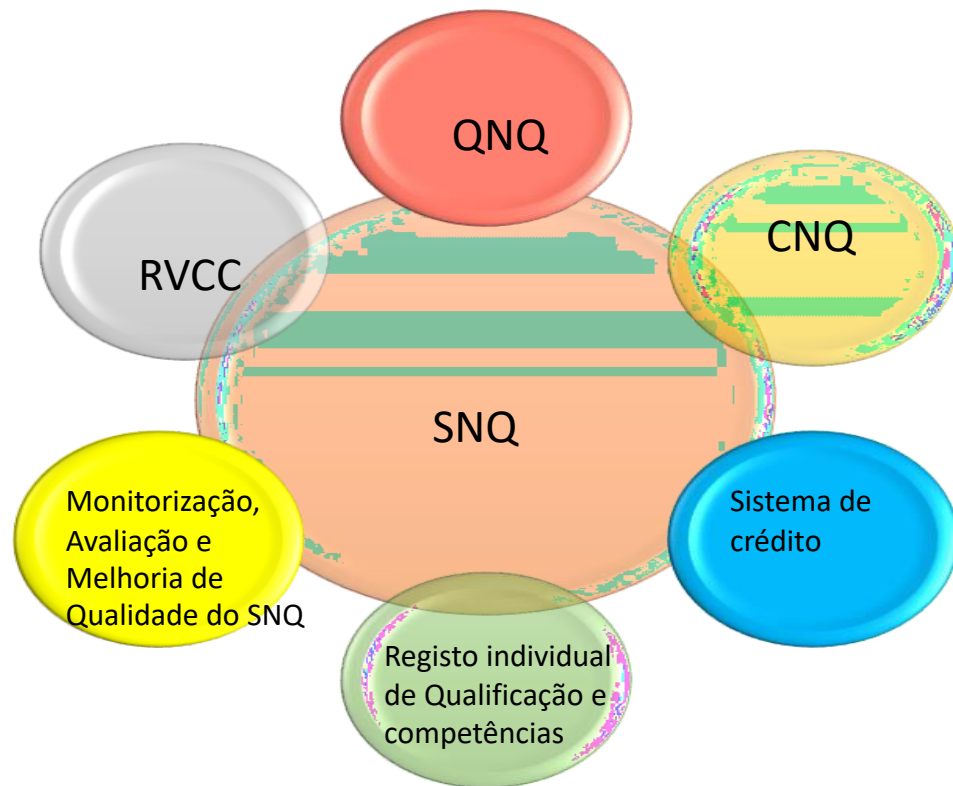 QNQ
CNQ
RVCC
SNQ
Monitorização,
Avaliação e
Melhoria de
Qualidade do SNQ
Sistema de
crédito
Registo individual
de Qualificação e
competências